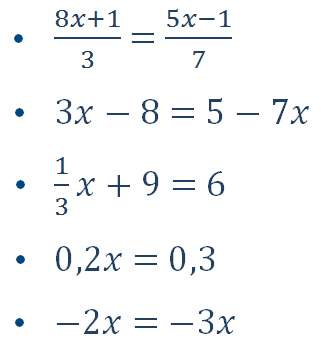 • (8x+1)/3 = (5x−1)/7
• 3x − 8 = 5 − 7x
• 1/3 x + 9 = 6
• 0,2x = 0,3
• −2x = −3x